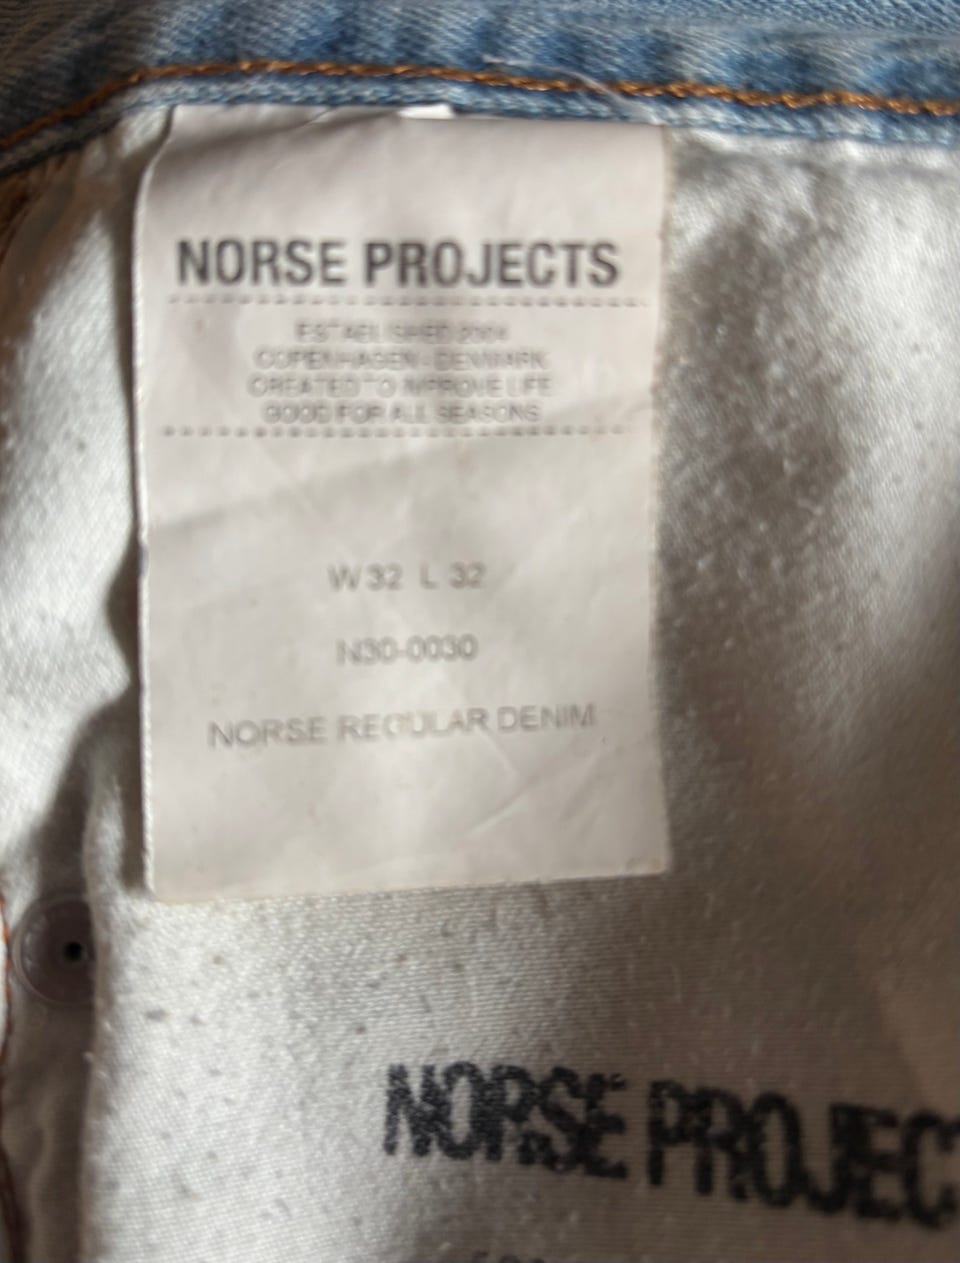 NORSE PROJECTS
ESTABLISHED 2004
COPENHAGEN - DENMARK
CREATED TO IMPROVE LIFE
GOOD FOR ALL SEASONS
W32 L 32
N30-0030
NORSE REGULAR DENIM
NORSE PROJEC